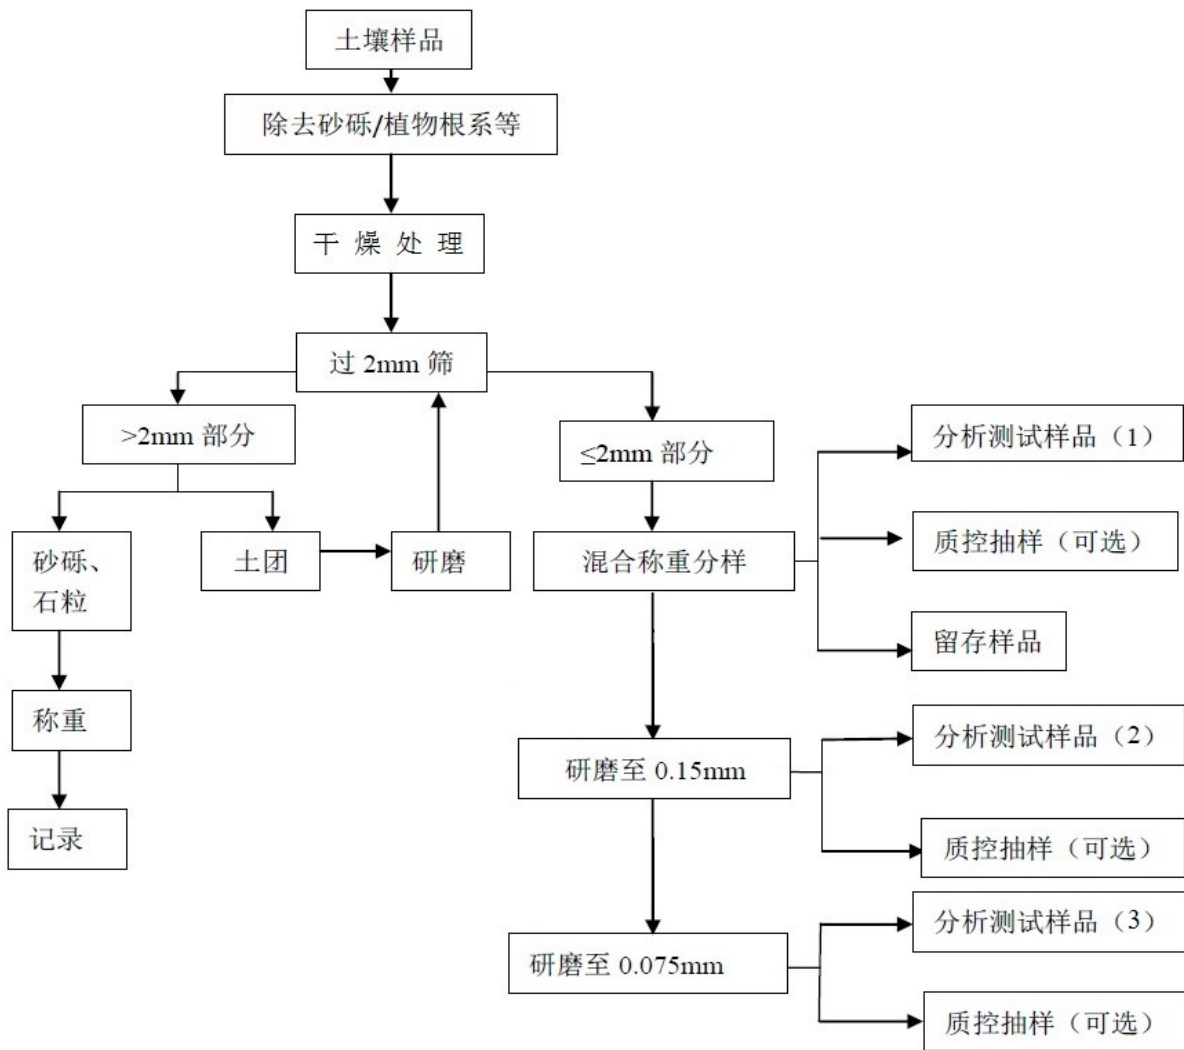 土壤样品
除去砂砾/植物根系等
干 燥 处 理
过 2mm 筛
>2mm 部分
≤2mm 部分
分析测试样品（1）
质控抽样（可选）
留存样品
砂砾、
石粒
土团
研磨
混合称重分样
称重
记录
研磨至 0.15mm
分析测试样品（2）
质控抽样（可选）
研磨至 0.075mm
分析测试样品（3）
质控抽样（可选）